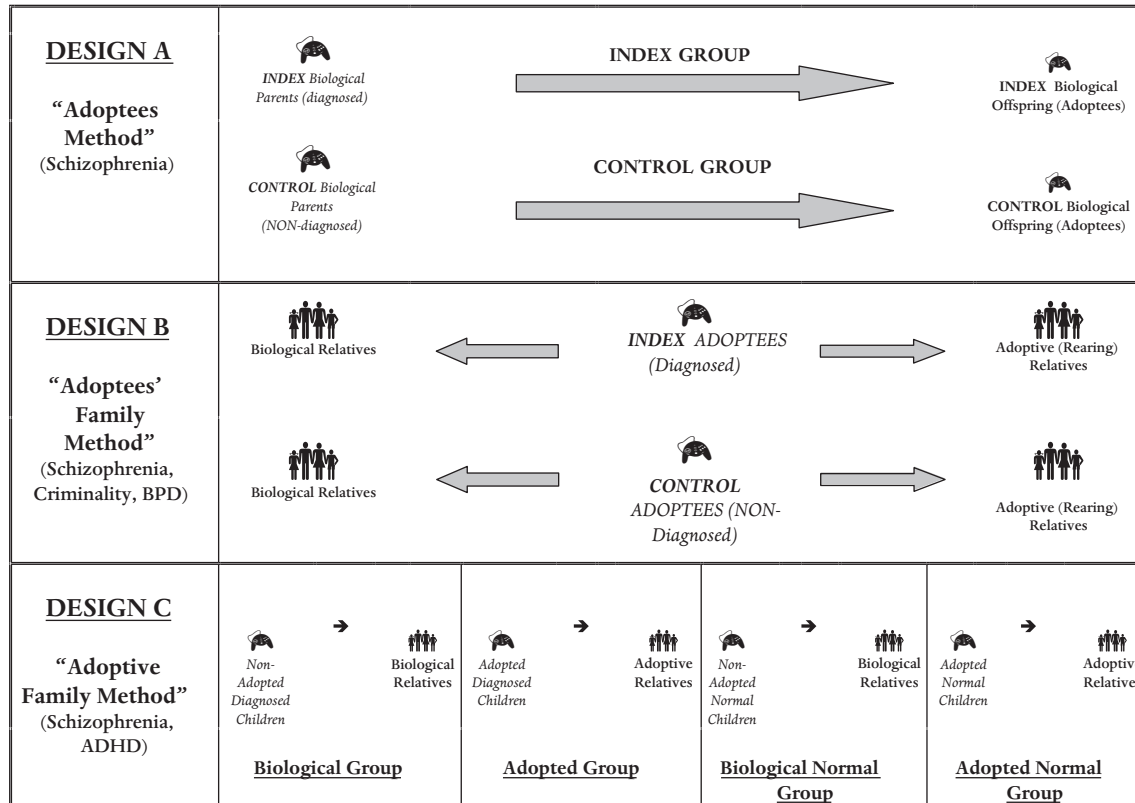 DESIGN A
“Adoptees
Method”
(Schizophrenia)
INDEX Biological
Parents (diagnosed)
INDEX GROUP
INDEX Biological
Offspring (Adoptees)
CONTROL Biological
Parents
(NON-diagnosed)
CONTROL GROUP
CONTROL Biological
Offspring (Adoptees)
DESIGN B
“Adoptees’
Family
Method”
(Schizophrenia,
Criminality, BPD)
Biological Relatives
INDEX ADOPTEES
(Diagnosed)
Adoptive (Rearing)
Relatives
Biological Relatives
CONTROL
ADOPTEES (NON-
Diagnosed)
Adoptive (Rearing)
Relatives
DESIGN C
“Adoptive
Family Method”
(Schizophrenia,
ADHD)
Non-
Adopted
Diagnosed
Children
Biological
Relatives
Biological Group
Adopted
Diagnosed
Children
Adoptive
Relatives
Adopted Group
Non-
Adopted
Normal
Children
Biological
Relatives
Biological Normal
Group
Adopted
Normal
Children
Adoptive
Relatives
Adopted Normal
Group